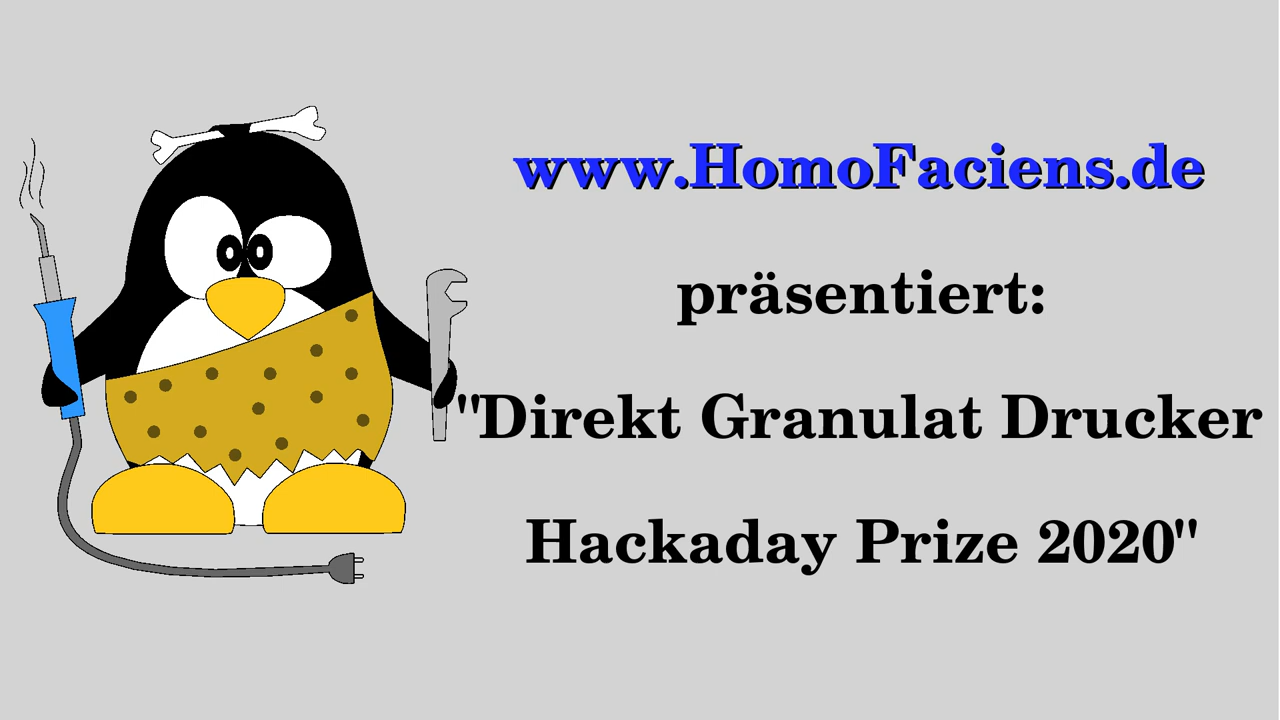 www.HomoFaciens.de
präsentiert:
"Direkt Granulat Drucker
Hackaday Prize 2020"